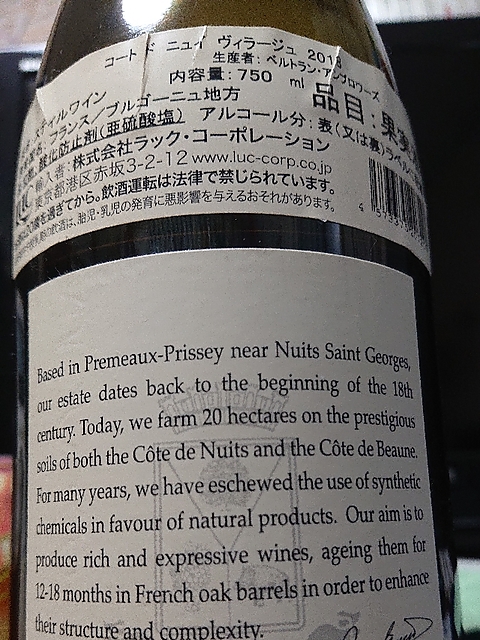 コート ド ニュイ ヴィラージュ 2018
生産者:ベルトラン・アンブロワーズ
内容量:750 ml 品目:果実
スティルワイン
フランス/ブルゴーニュ地方
酸化防止剤(亜硫酸塩) アルコール分:表(又は裏)ラベル
輸入者:株式会社ラック・コーポレーション
東京都港区赤坂3-2-12 www.luc-corp.co.jp
過ぎてから。飲酒運転は法律で禁じられています。
飲酒は、胎児・乳児の発育に悪影響を与えるおそれがあります。
Based in Premeaux-Prissey near Nuits Saint Georges,
our estate dates back to the beginning of the 18th
century. Today, we farm 20 hectares on the prestigious
soils of both the Côte de Nuits and the Côte de Beaune.
For many years, we have eschewed the use of synthetic
chemicals in favour of natural products. Our aim is to
produce rich and expressive wines, ageing them for
12-18 months in French oak barrels in order to enhance
their structure and complexity.